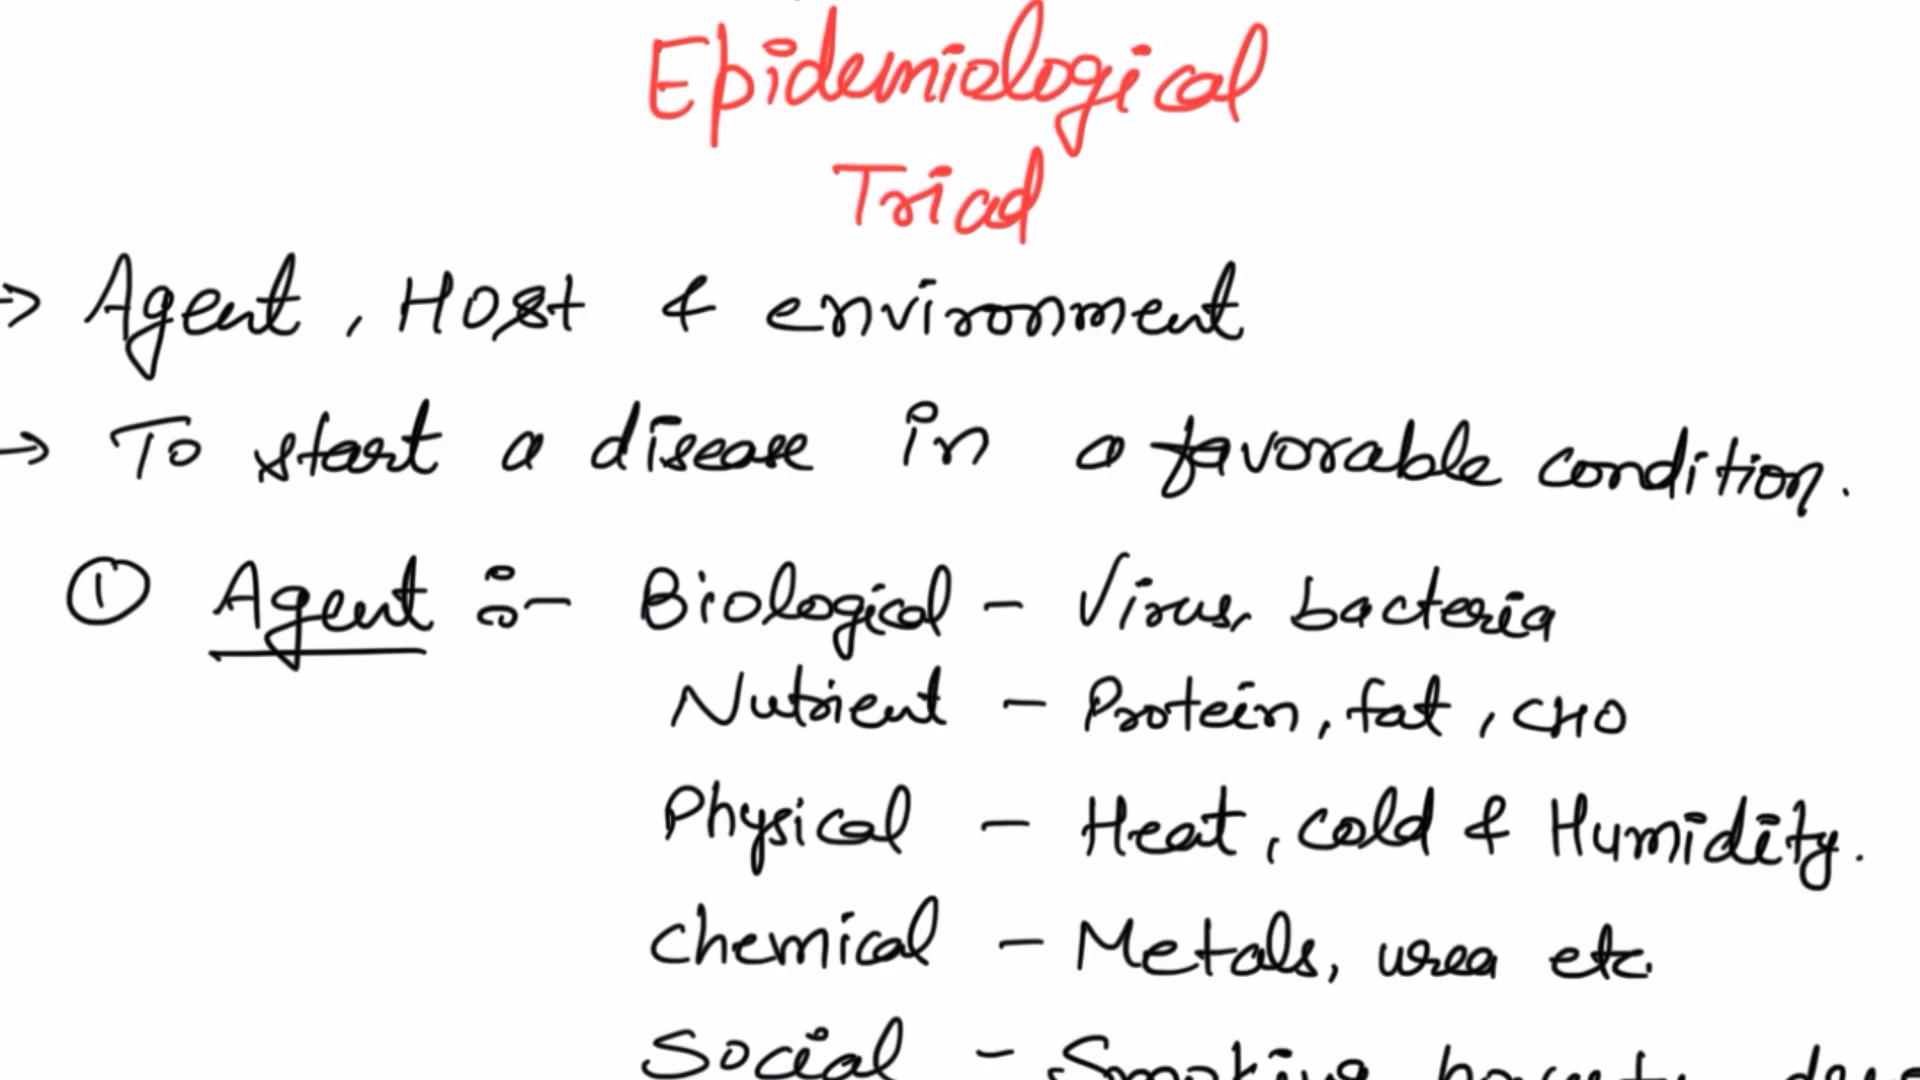 Epidemiological
Triad
→ Agent, Host & environment
→ To start a disease in a favorable condition.
① Agent :- Biological - Virus, bacteria
Nutrient - Protein, fat, CHO
Physical - Heat, cold & Humidity.
Chemical - Metals, urea etc.
Social - Smoking